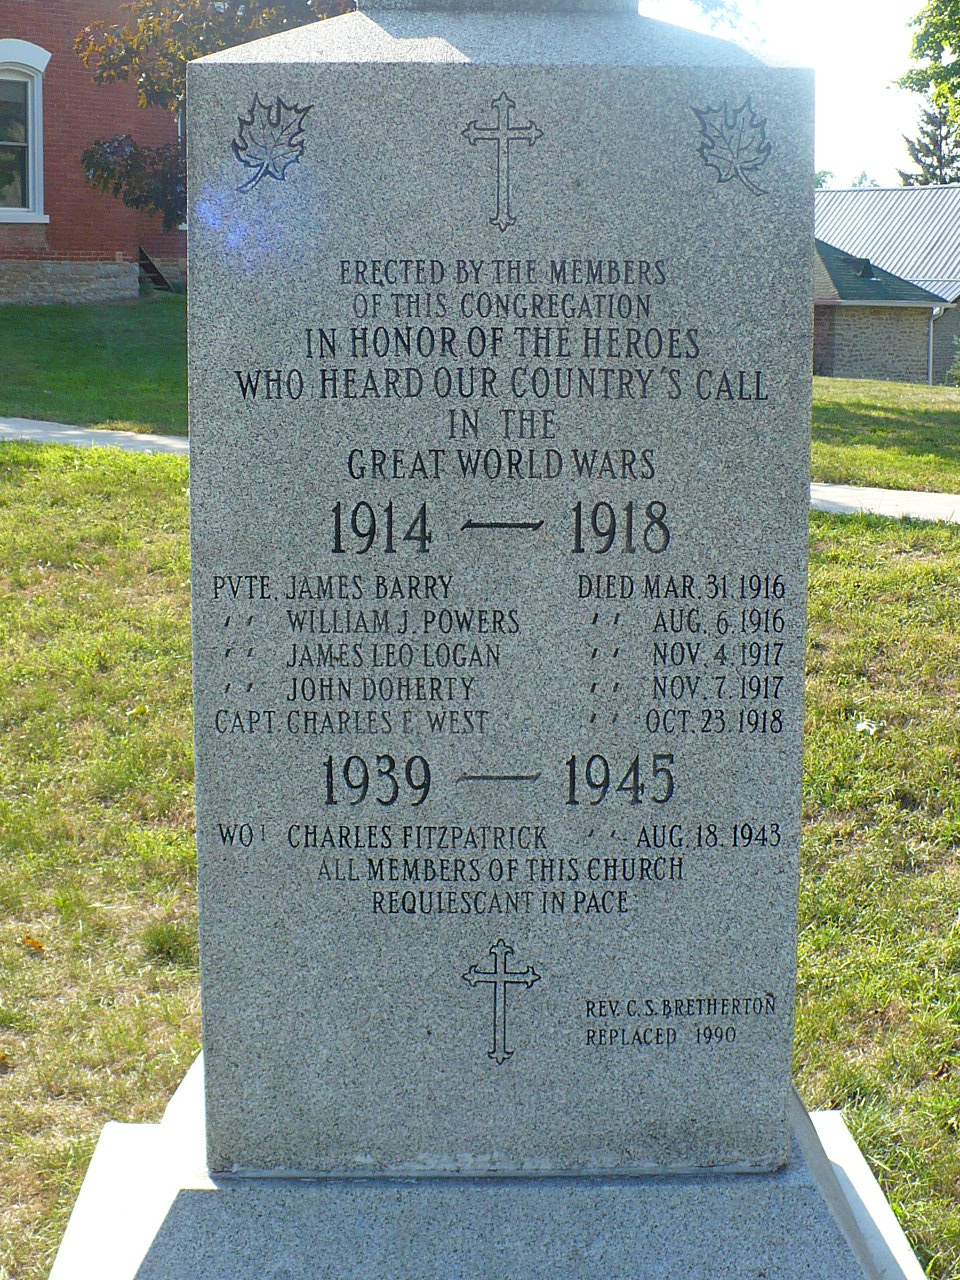 ERECTED BY THE MEMBERS
OF THIS CONGREGATION
IN HONOR OF THE HEROES
WHO HEARD OUR COUNTRY'S CALL
IN THE
GREAT WORLD WARS
1914 — 1918
PVTE. JAMES BARRY DIED MAR. 31. 1916
" WILLIAM J. POWERS " AUG. 6. 1916
" JAMES LEO LOGAN " NOV. 4. 1917
" JOHN DOHERTY " NOV. 7. 1917
CAPT. CHARLES F. WEST " OCT. 23. 1918
1939 — 1945
WO 1 CHARLES FITZPATRICK " AUG. 18. 1943
ALL MEMBERS OF THIS CHURCH
REQUIESCANT IN PACE
REV. C. S. BRETHERTON
REPLACED 1990